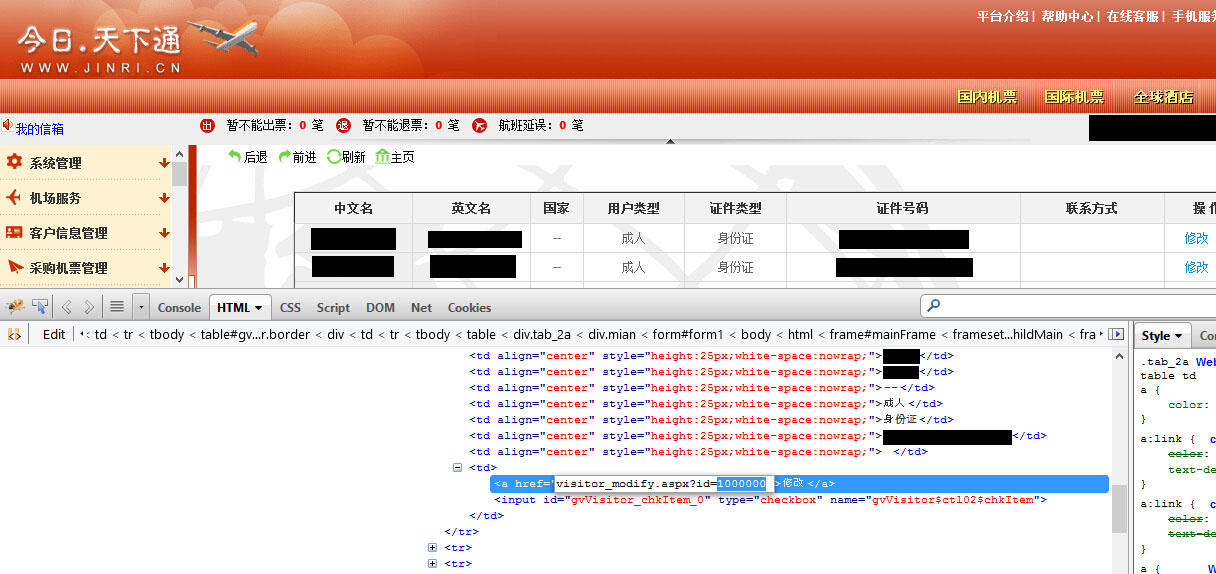 平台介绍| 帮助中心| 在线客服| 手机服务
今日.天下通
WWW.JINRI.CN
国内机票 国际机票 全球酒店
我的信箱 出 暂不能出票: 0 笔 退 暂不能退票: 0 笔 航班延误: 0 笔
系统管理
机场服务
客户信息管理
采购机票管理
后退 前进 刷新 主页
中文名 英文名 国家 用户类型 证件类型 证件号码 联系方式 操作
-- 成人 身份证 修改
-- 成人 身份证 修改
Console HTML CSS Script DOM Net Cookies
Edit td < tr < tbody < table#gv...r.border < div < td < tr < tbody < table < div.tab_2a < div.mian < form#form1 < body < html < frame#mainFrame < frameset...hildMain < fra
<td align="center" style="height:25px;white-space:nowrap;"></td>
<td align="center" style="height:25px;white-space:nowrap;"></td>
<td align="center" style="height:25px;white-space:nowrap;">--</td>
<td align="center" style="height:25px;white-space:nowrap;">成人</td>
<td align="center" style="height:25px;white-space:nowrap;">身份证</td>
<td align="center" style="height:25px;white-space:nowrap;"></td>
<td align="center" style="height:25px;white-space:nowrap;"> </td>
<td>
<a href="visitor_modify.aspx?id=1000000 >修改</a>
<input id="gvVisitor_chkItem_0" type="checkbox" name="gvVisitor$ctl02$chkItem">
</td>
</tr>
<tr>
<tr>
Style Co
.tab_2a Web
table td
a {
color:
}
a:link { c
color:
text-de
}
a:link { c
color:
text-de
}
a { W